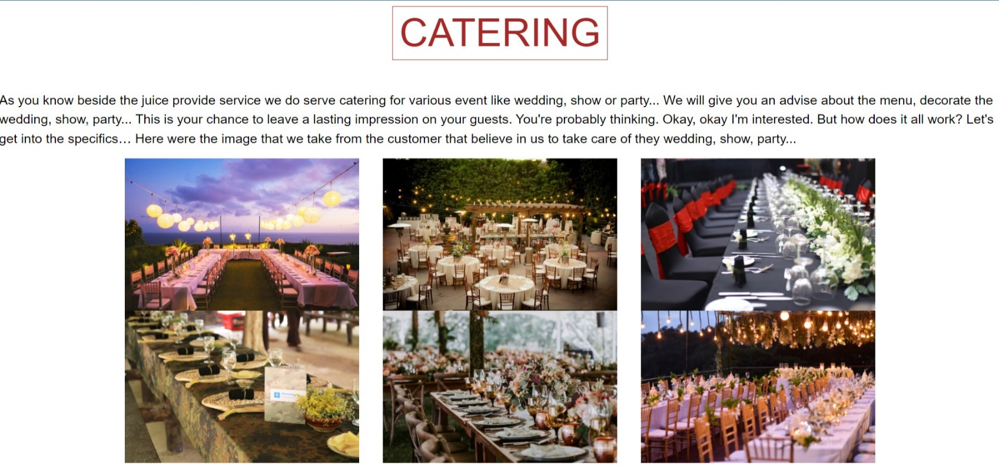 CATERING
As you know beside the juice provide service we do serve catering for various event like wedding, show or party... We will give you an advise about the menu, decorate the
wedding, show, party... This is your chance to leave a lasting impression on your guests. You're probably thinking. Okay, okay I'm interested. But how does it all work? Let's
get into the specifics... Here were the image that we take from the customer that believe in us to take care of they wedding, show, party...